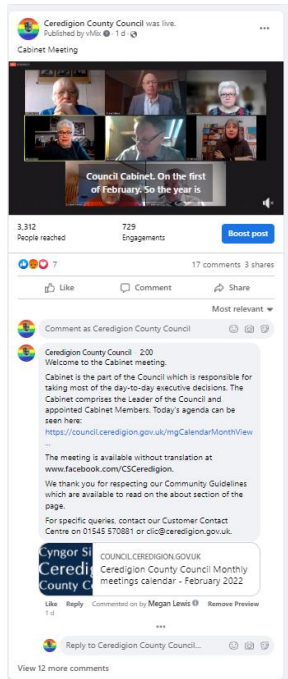 Ceredigion County Council was live.
Published by vMix · 1 d ·
Cabinet Meeting
Council Cabinet. On the first
of February. So the year is
3,312
People reached
729
Engagements
Boost post
7
17 comments 3 shares
Like
Comment
Share
Most relevant
Comment as Ceredigion County Council
Ceredigion County Council 2:00
Welcome to the Cabinet meeting.
Cabinet is the part of the Council which is responsible for
taking most of the day-to-day executive decisions. The
Cabinet comprises the Leader of the Council and
appointed Cabinet Members. Today's agenda can be
seen here:
https://council.ceredigion.gov.uk/mgCalendarMonthView
...
The meeting is available without translation at
www.facebook.com/CSCeredigion.
We thank you for respecting our Community Guidelines
which are available to read on the about section of the
page.
For specific queries, contact our Customer Contact
Centre on 01545 570881 or clic@ceredigion.gov.uk.
Cyngor Si
Ceredi
County C
COUNCIL.CEREDIGION.GOV.UK
Ceredigion County Council Monthly
meetings calendar - February 2022
Like Reply Commented on by Megan Lewis Remove Preview
1 d
Reply to Ceredigion County Council...
View 12 more comments